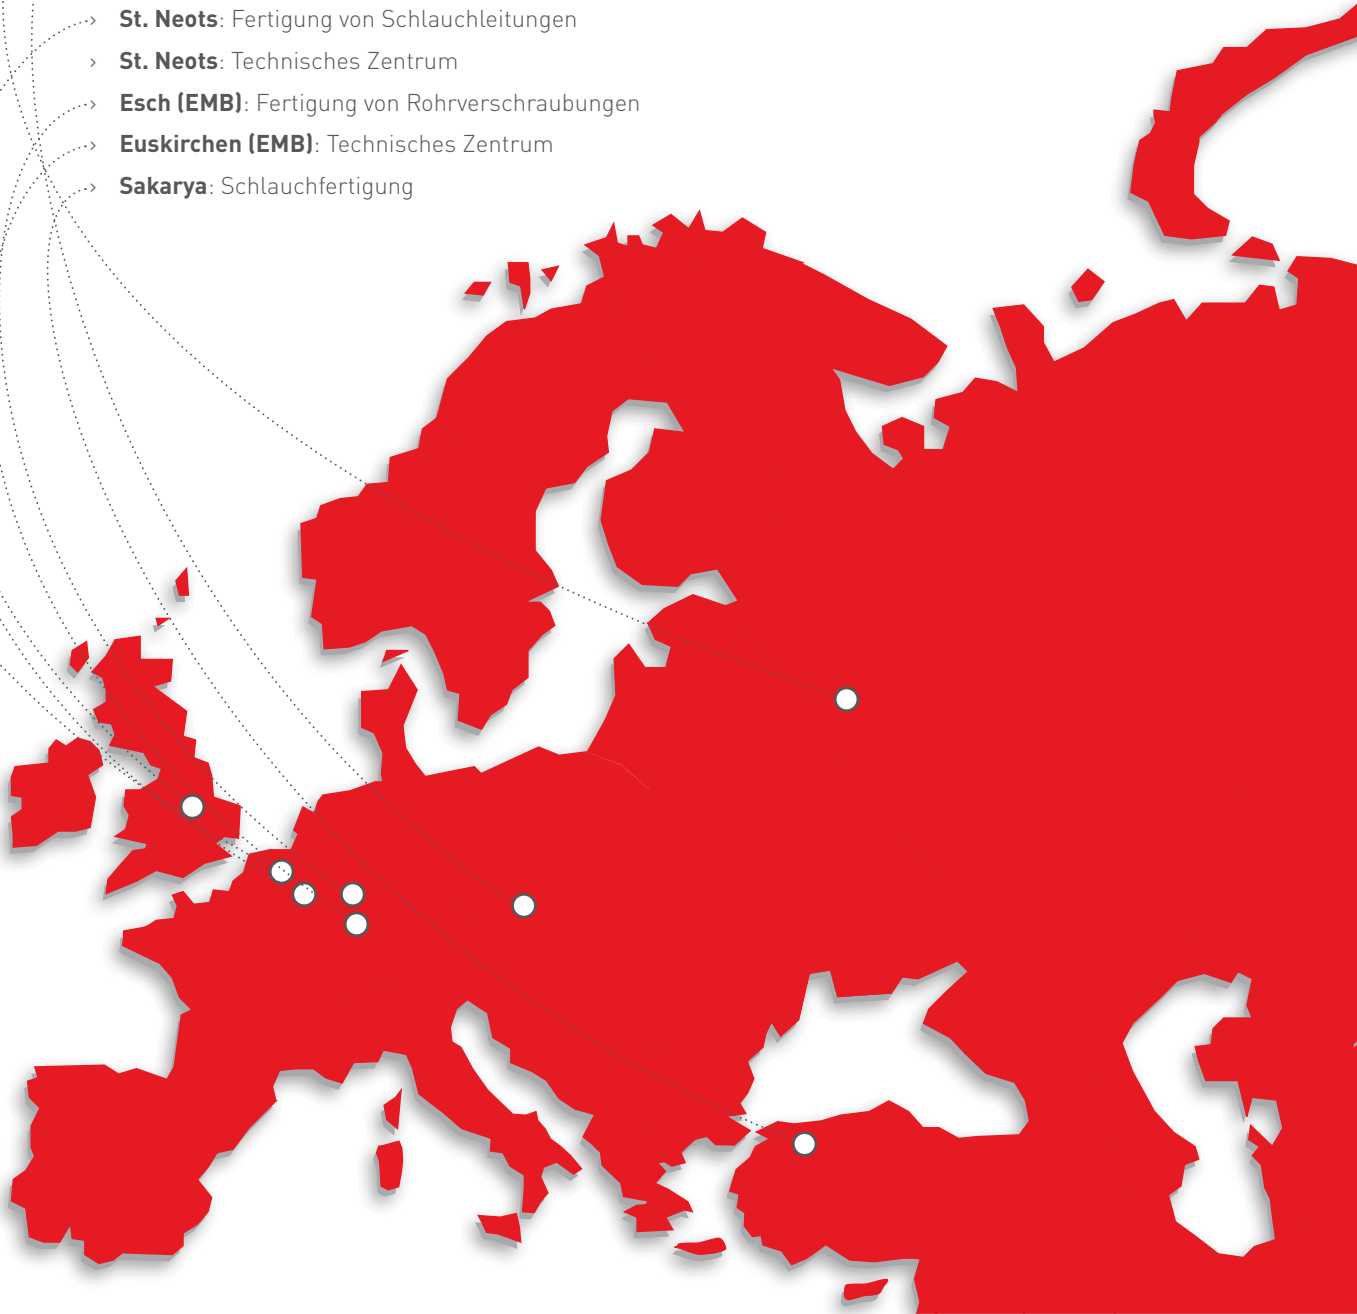 St. Neots: Fertigung von Schlauchleitungen
St. Neots: Technisches Zentrum
Esch (EMB): Fertigung von Rohrverschraubungen
Euskirchen (EMB): Technisches Zentrum
Sakarya: Schlauchfertigung